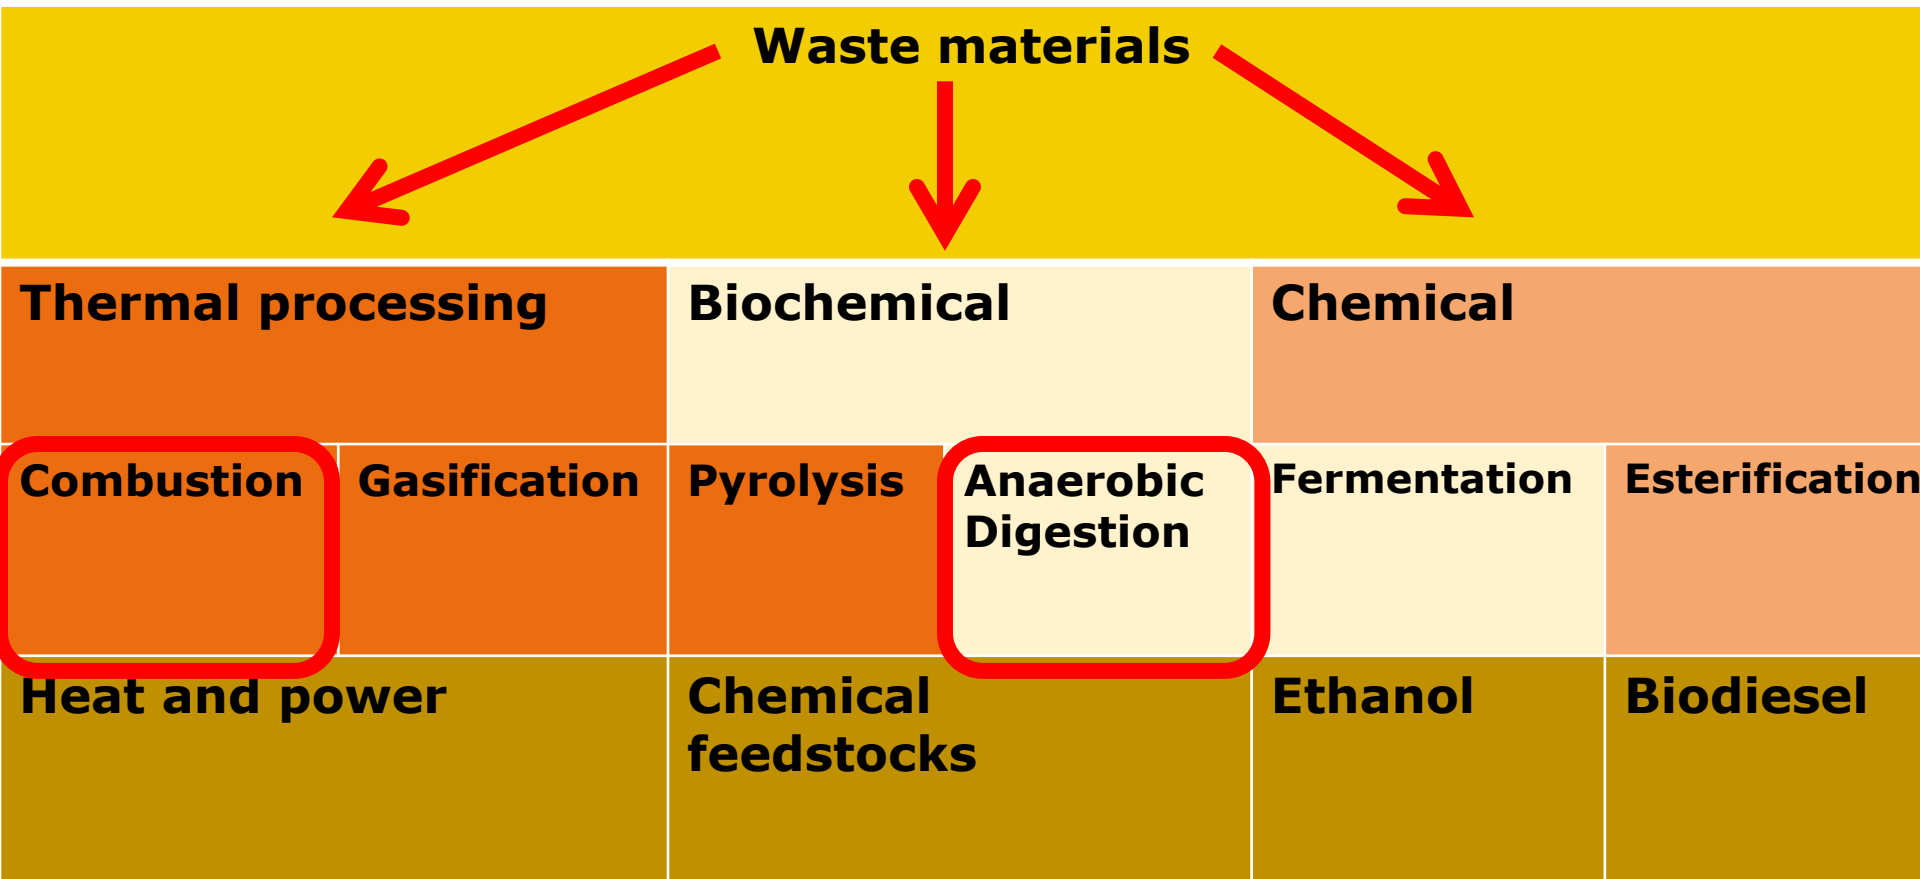 Waste materials
Thermal processing
Biochemical
Chemical
Combustion
Gasification
Pyrolysis
Anaerobic
Digestion
Fermentation
Esterification
Heat and power
Chemical
feedstocks
Ethanol
Biodiesel